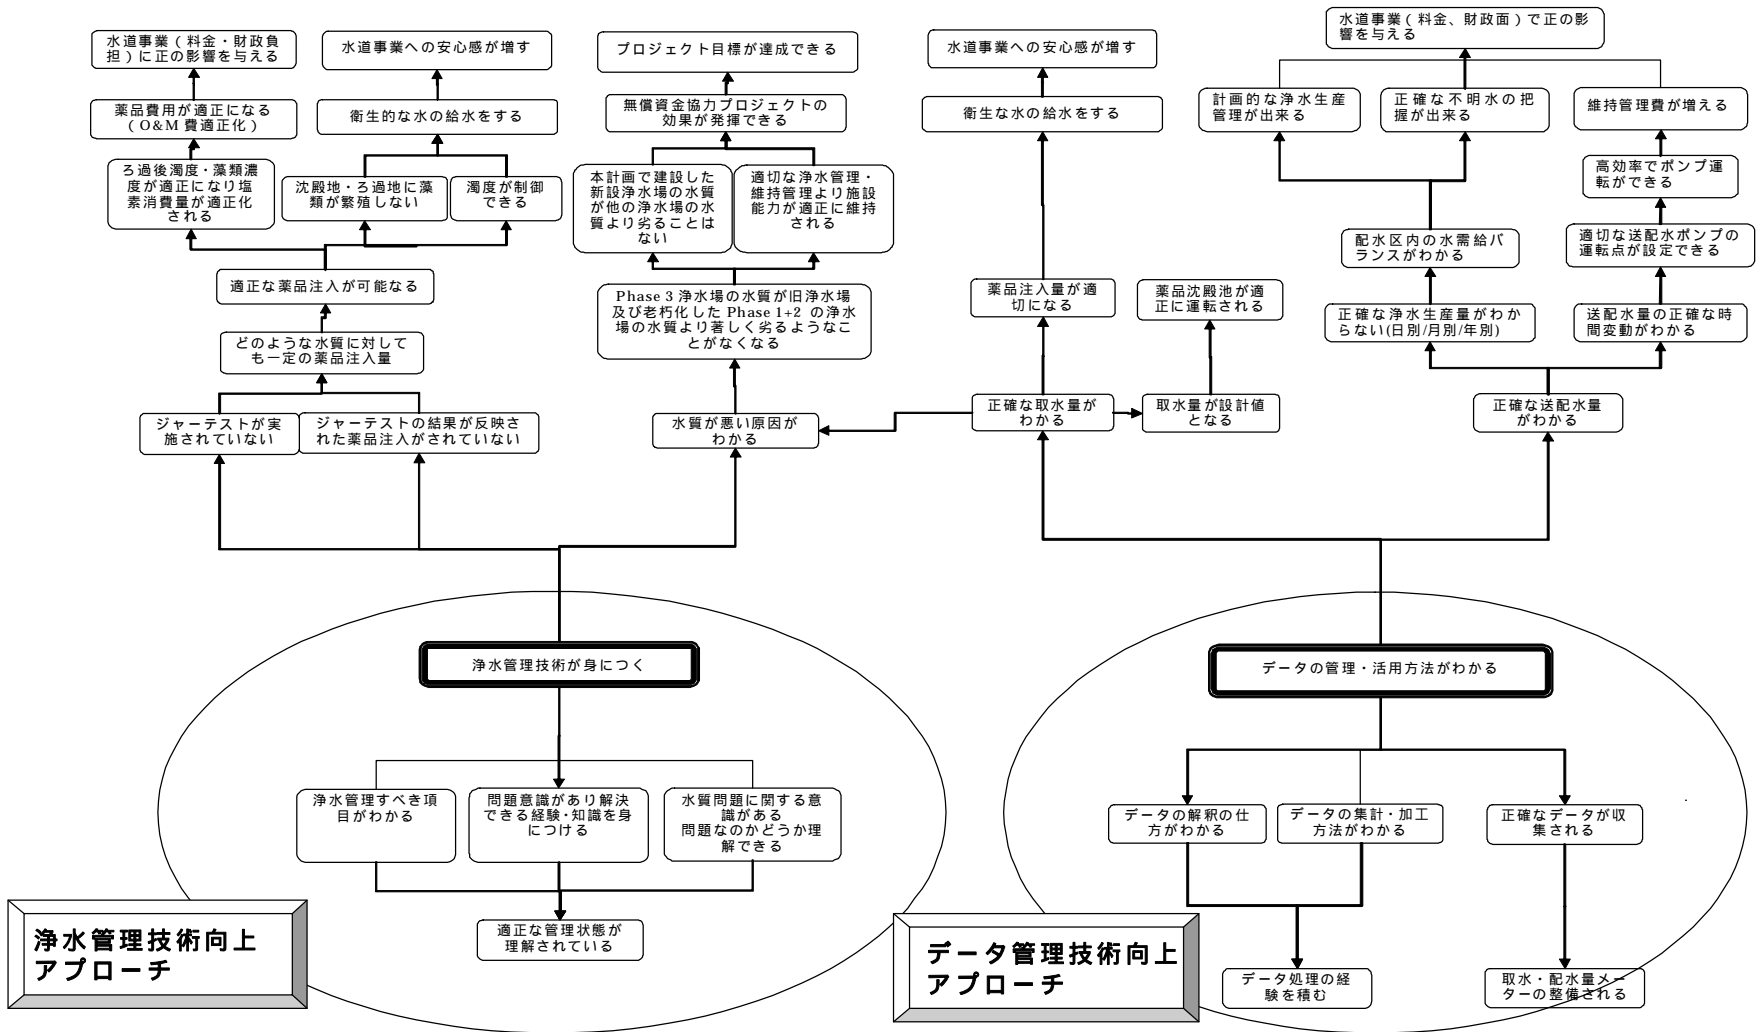 水道事業（料金・財政負
担）に正の影響を与える
薬品費用が適正になる
（O&M 費適正化）
ろ過後濁度・藻類濃
度が適正になり塩
素消費量が適正化
される
水道事業への安心感が増す
衛生的な水の給水をする
沈殿地・ろ過地に藻
類が繁殖しない
濁度が制御
できる
適正な薬品注入が可能なる
どのような水質に対して
も一定の薬品注入量
ジャーテストが実
施されていない
ジャーテストの結果が反映さ
れた薬品注入がされていない
プロジェクト目標が達成できる
無償資金協力プロジェクトの
効果が発揮できる
本計画で建設した
新設浄水場の水質
が他の浄水場の水
質より劣ることは
ない
適切な浄水管理・
維持管理より施設
能力が適正に維持
される
Phase 3 浄水場の水質が旧浄水場
及び老朽化した Phase 1+2 の浄水
場の水質より著しく劣るようなこ
とがなくなる
水質が悪い原因が
わかる
水道事業への安心感が増す
衛生な水の給水をする
薬品注入量が適
切になる
薬品沈殿池が適
正に運転される
正確な取水量が
わかる
取水量が設計値
となる
水道事業（料金、財政面）で正の影
響を与える
計画的な浄水生産
管理が出来る
正確な不明水の把
握が出来る
維持管理費が増える
高効率でポンプ運
転ができる
配水区内の水需給バ
ランスがわかる
適切な送配水ポンプの
運転点が設定できる
正確な浄水生産量がわか
らない(日別/月別/年別)
送配水量の正確な時
間変動がわかる
正確な送配水量
がわかる
浄水管理技術が身につく
浄水管理すべき項
目がわかる
問題意識があり解決
できる経験・知識を身
につける
水質問題に関する意
識がある
問題なのかどうか理
解できる
適正な管理状態が
理解されている
浄水管理技術向上
アプローチ
データの管理・活用方法がわかる
データの解釈の仕
方がわかる
データの集計・加工
方法がわかる
正確なデータが収
集される
データ処理の経
験を積む
取水・配水量メー
ターの整備される
データ管理技術向上
アプローチ